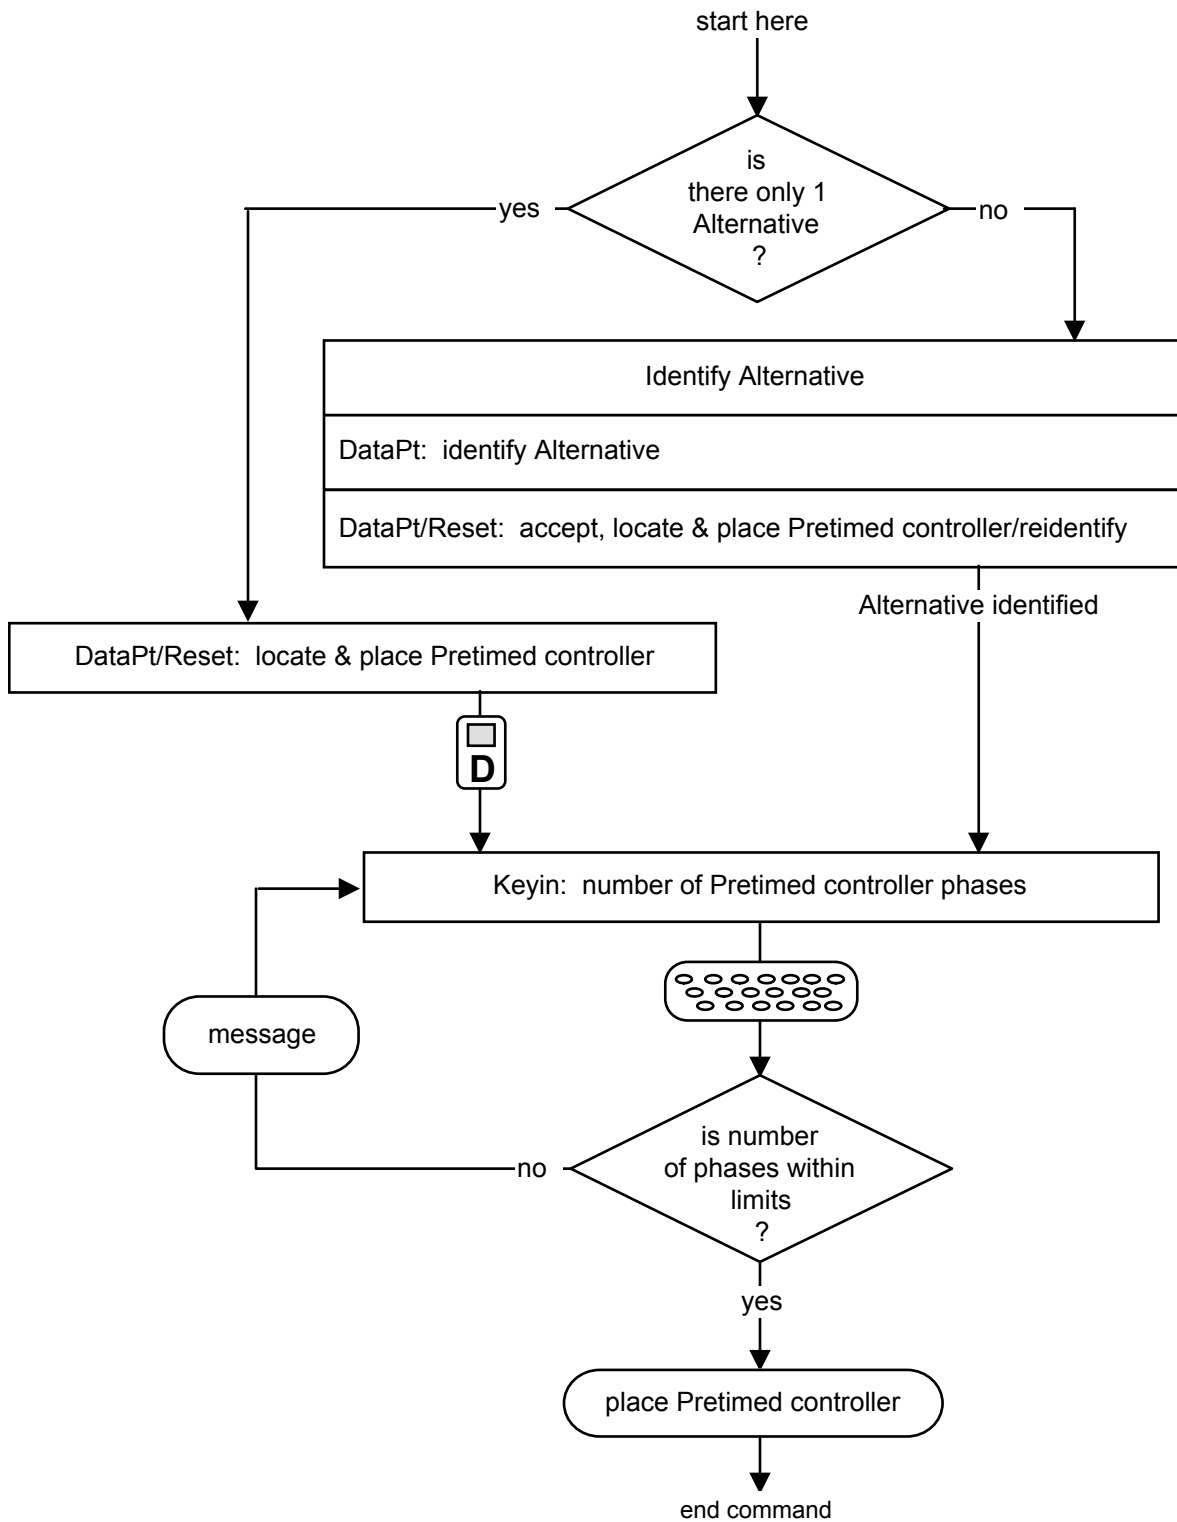 start here
is
there only 1
Alternative
?
yes
no
Identify Alternative
DataPt:  identify Alternative
DataPt/Reset:  accept, locate & place Pretimed controller/reidentify
Alternative identified
DataPt/Reset:  locate & place Pretimed controller
D
Keyin:  number of Pretimed controller phases
message
is number
of phases within
limits
?
no
yes
place Pretimed controller
end command